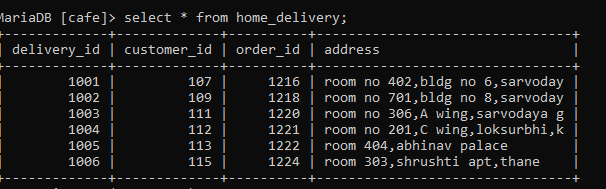 MariaDB [cafe]> select * from home_delivery;
| delivery_id | customer_id | order_id | address |
| 1001 | 107 | 1216 | room no 402,bldg no 6,sarvoday |
| 1002 | 109 | 1218 | room no 701,bldg no 8,sarvoday |
| 1003 | 111 | 1220 | room no 306,A wing,sarvodaya g |
| 1004 | 112 | 1221 | room no 201,C wing,loksurbhi,k |
| 1005 | 113 | 1222 | room 404,abhinav palace |
| 1006 | 115 | 1224 | room 303,shrushti apt,thane |